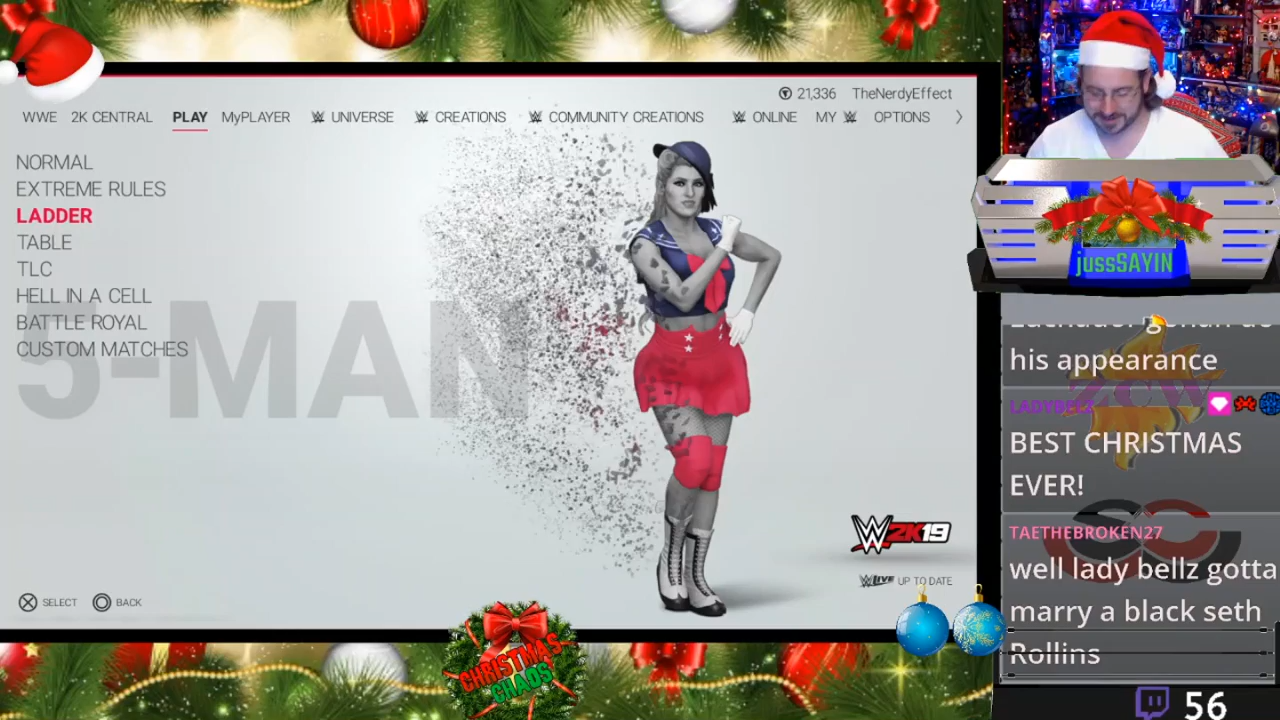 21,336 TheNerdyEffect
WWE 2K CENTRAL PLAY MyPLAYER UNIVERSE CREATIONS COMMUNITY CREATIONS ONLINE MY OPTIONS
NORMAL
EXTREME RULES
LADDER
TABLE
TLC
HELL IN A CELL
BATTLE ROYAL
CUSTOM MATCHES
5-MAN
W 2K19
LIVE UP TO DATE
SELECT BACK
CHRISTMAS
CHAOS
jussSAYIN
his appearance
LADYBELZ
BEST CHRISTMAS
EVER!
TAETHEBROKEN27
well lady bellz gotta
marry a black seth
Rollins
56